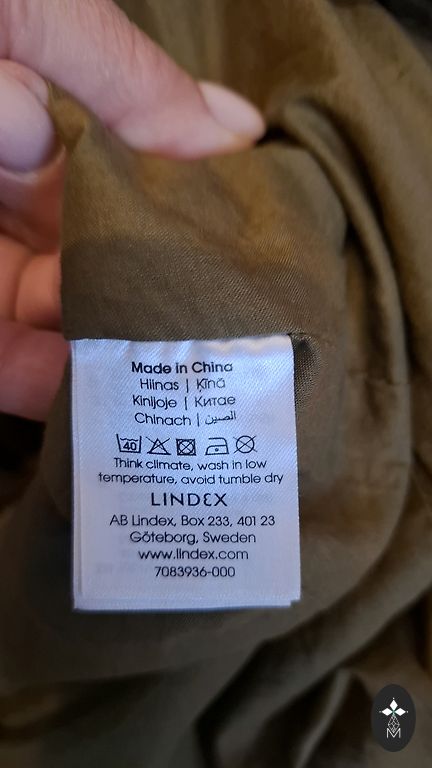 Made in China
Hiinas | Ķīnā
Kinijoje | Китае
Chinach | الصين
40
Think climate, wash in low
temperature, avoid tumble dry
LINDEX
AB Lindex, Box 233, 401 23
Göteborg, Sweden
www.lindex.com
7083936-000
M